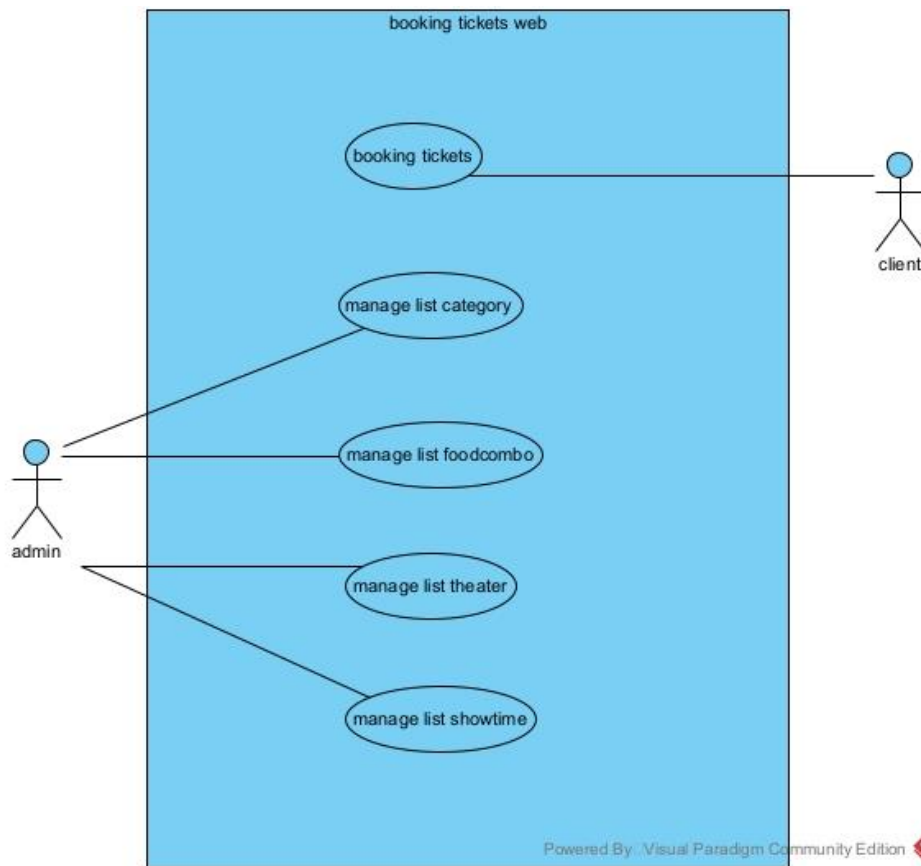 booking tickets web
booking tickets
client
manage list category
manage list foodcombo
admin
manage list theater
manage list showtime
Powered By Visual Paradigm Community Edition